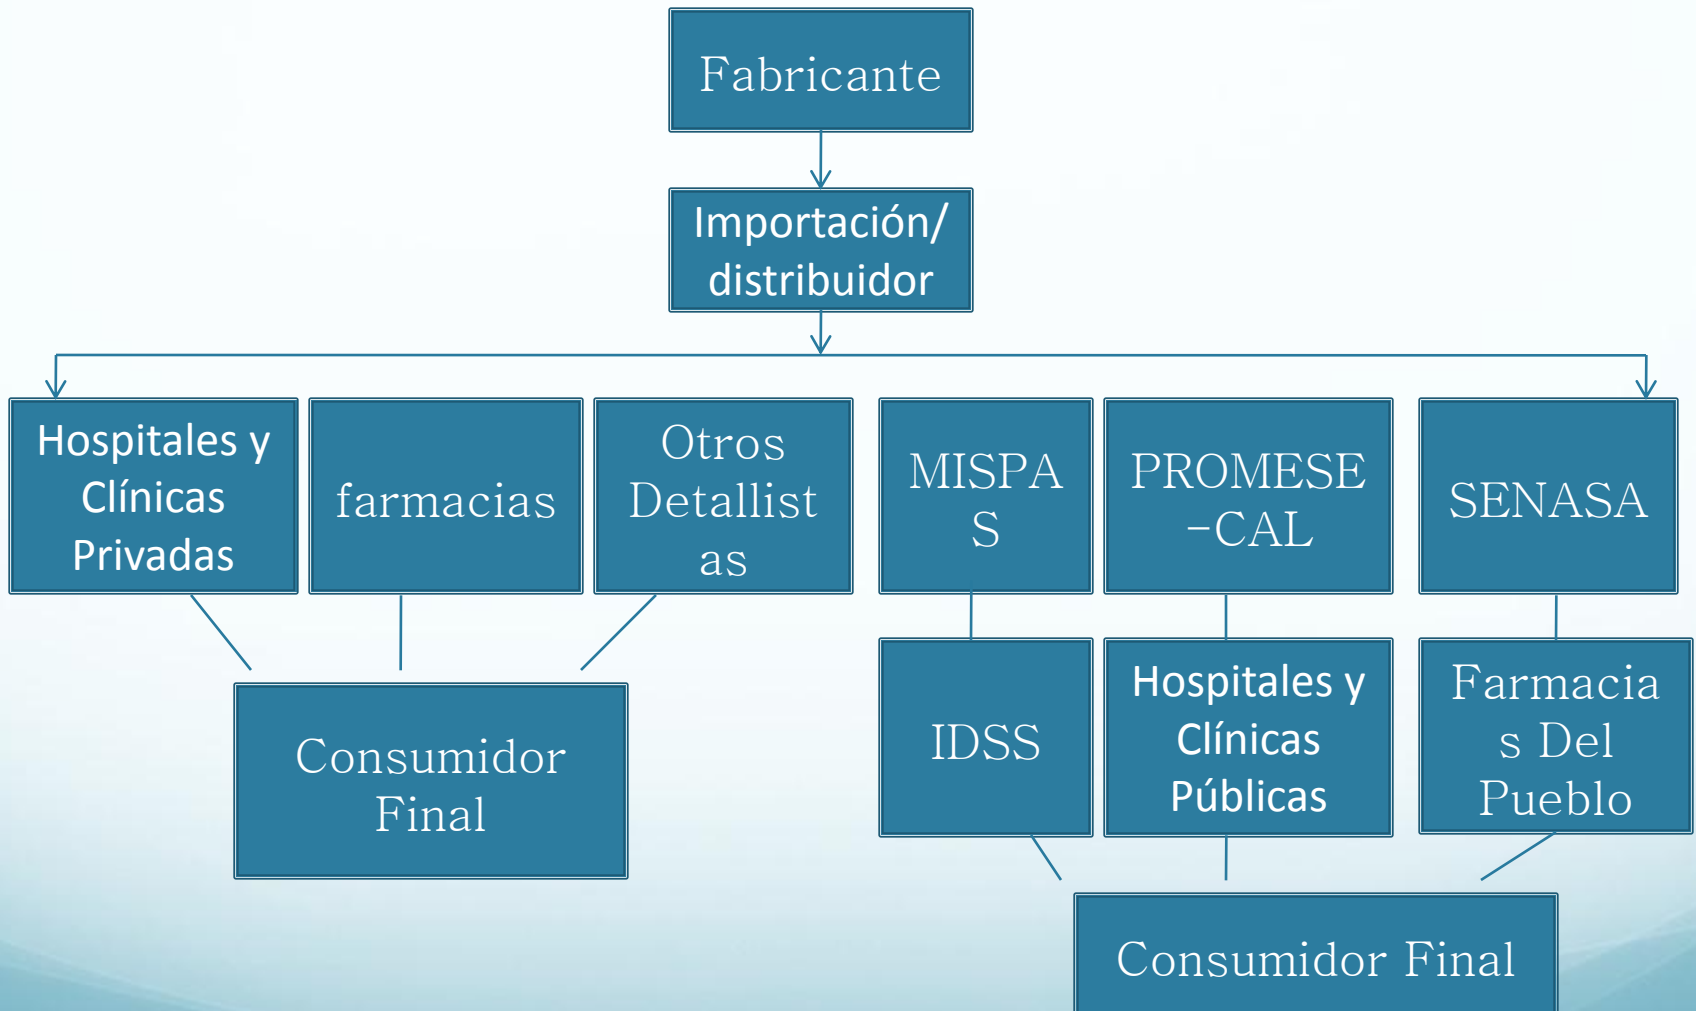 Fabricante
Importación/
distribuidor
Hospitales y
Clínicas
Privadas
farmacias
Otros
Detallist
as
MISPA
S
PROMESE
-CAL
SENASA
IDSS
Hospitales y
Clínicas
Públicas
Farmacia
s Del
Pueblo
Consumidor
Final
Consumidor Final